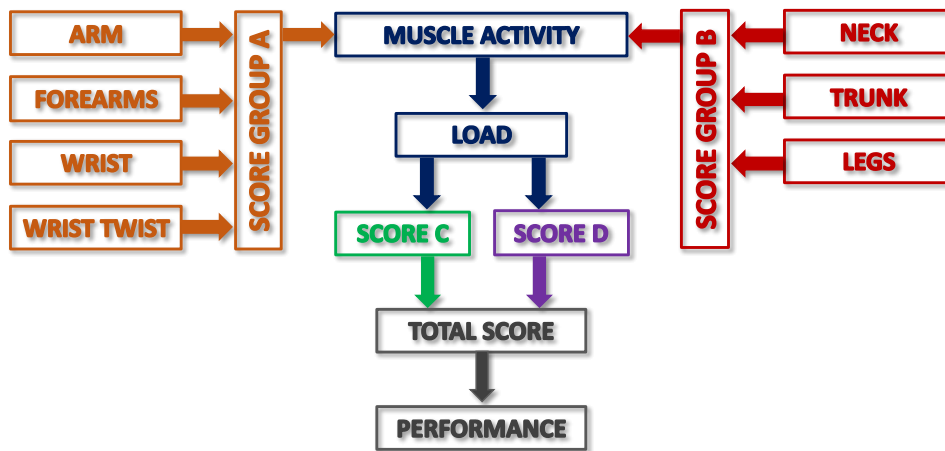 ARM
FOREARMS
WRIST
WRIST TWIST
SCORE GROUP A
MUSCLE ACTIVITY
LOAD
SCORE C
SCORE D
TOTAL SCORE
PERFORMANCE
SCORE GROUP B
NECK
TRUNK
LEGS